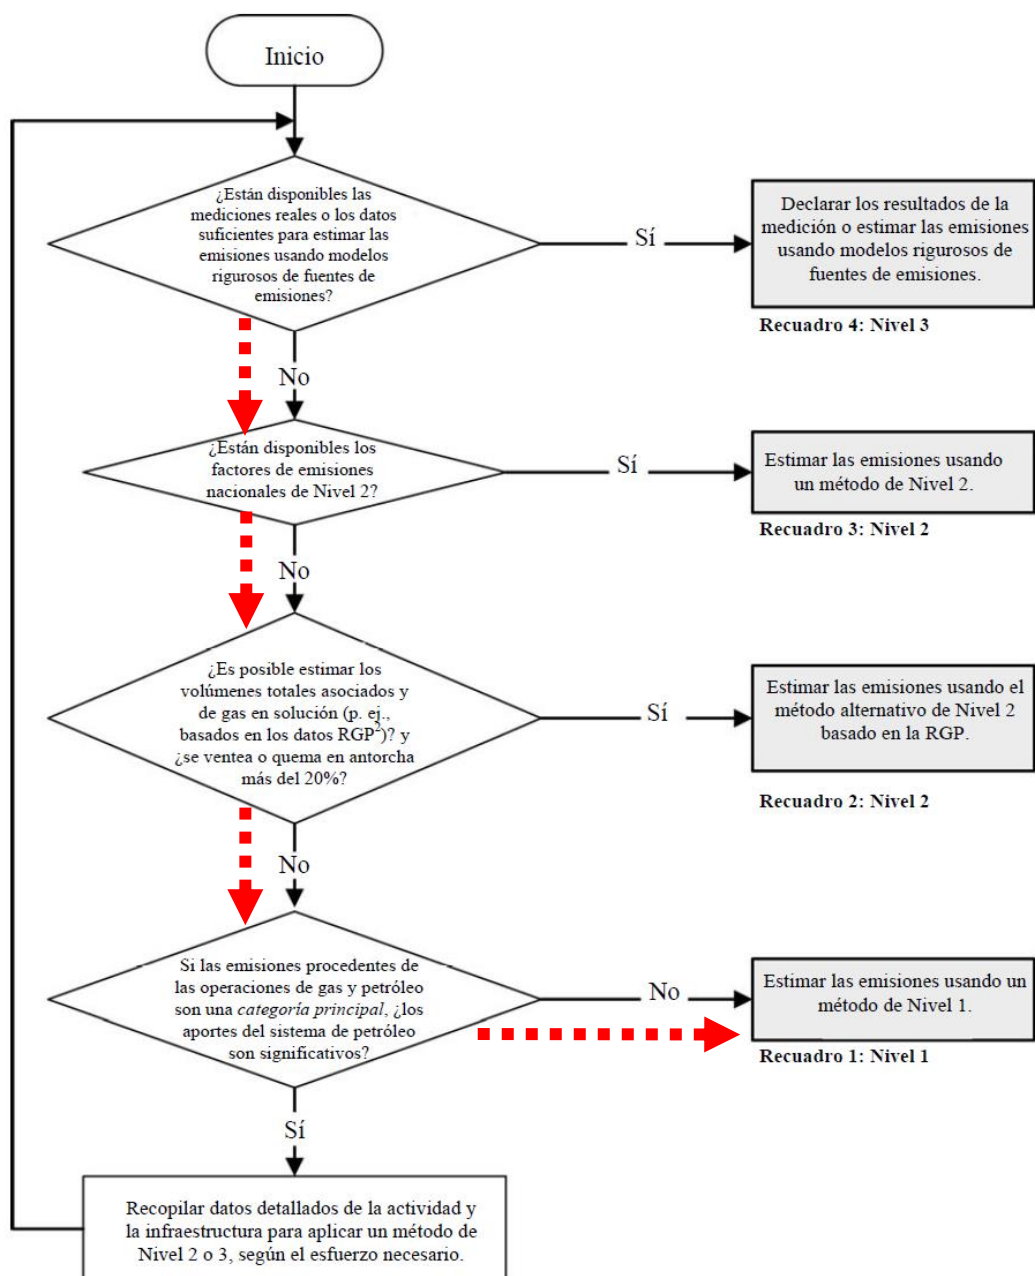 Inicio
¿Están disponibles las
mediciones reales o los datos
suficientes para estimar las
emisiones usando modelos
rigurosos de fuentes de
emisiones?
Sí
Declarar los resultados de la
medición o estimar las emisiones
usando modelos rigurosos de
fuentes de emisiones.
Recuadro 4: Nivel 3
No
¿Están disponibles los
factores de emisiones
nacionales de Nivel 2?
Sí
Estimar las emisiones usando
un método de Nivel 2.
Recuadro 3: Nivel 2
No
¿Es posible estimar los
volúmenes totales asociados y
de gas en solución (p. ej.,
basados en los datos RGP²)? y
¿se ventea o quema en antorcha
más del 20%?
Sí
Estimar las emisiones usando el
método alternativo de Nivel 2
basado en la RGP.
Recuadro 2: Nivel 2
No
Si las emisiones procedentes de
las operaciones de gas y petróleo
son una categoría principal, ¿los
aportes del sistema de petróleo
son significativos?
No
Estimar las emisiones usando un
método de Nivel 1.
Recuadro 1: Nivel 1
Sí
Recopilar datos detallados de la actividad y
la infraestructura para aplicar un método de
Nivel 2 o 3, según el esfuerzo necesario.